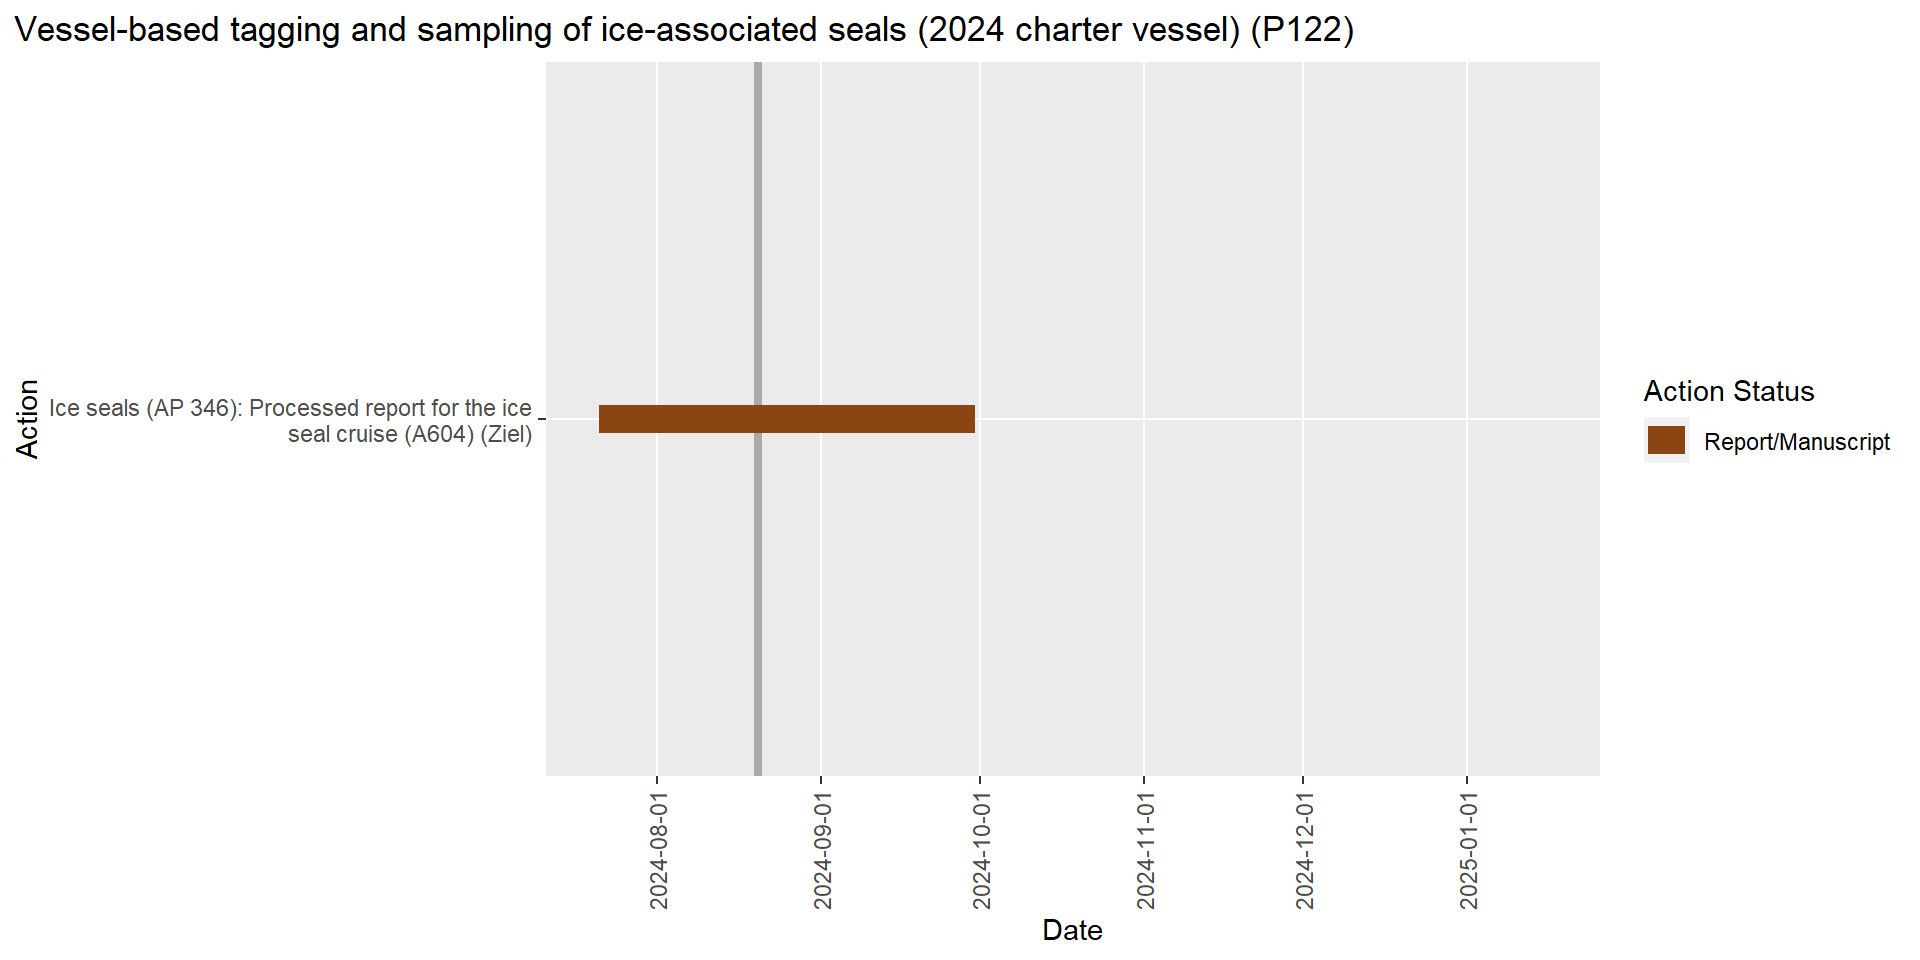 Vessel-based tagging and sampling of ice-associated seals (2024 charter vessel) (P122)
Action
Ice seals (AP 346): Processed report for the ice
seal cruise (A604) (Ziel)
Action Status
Report/Manuscript
2024-08-01
2024-09-01
2024-10-01
2024-11-01
2024-12-01
2025-01-01
Date